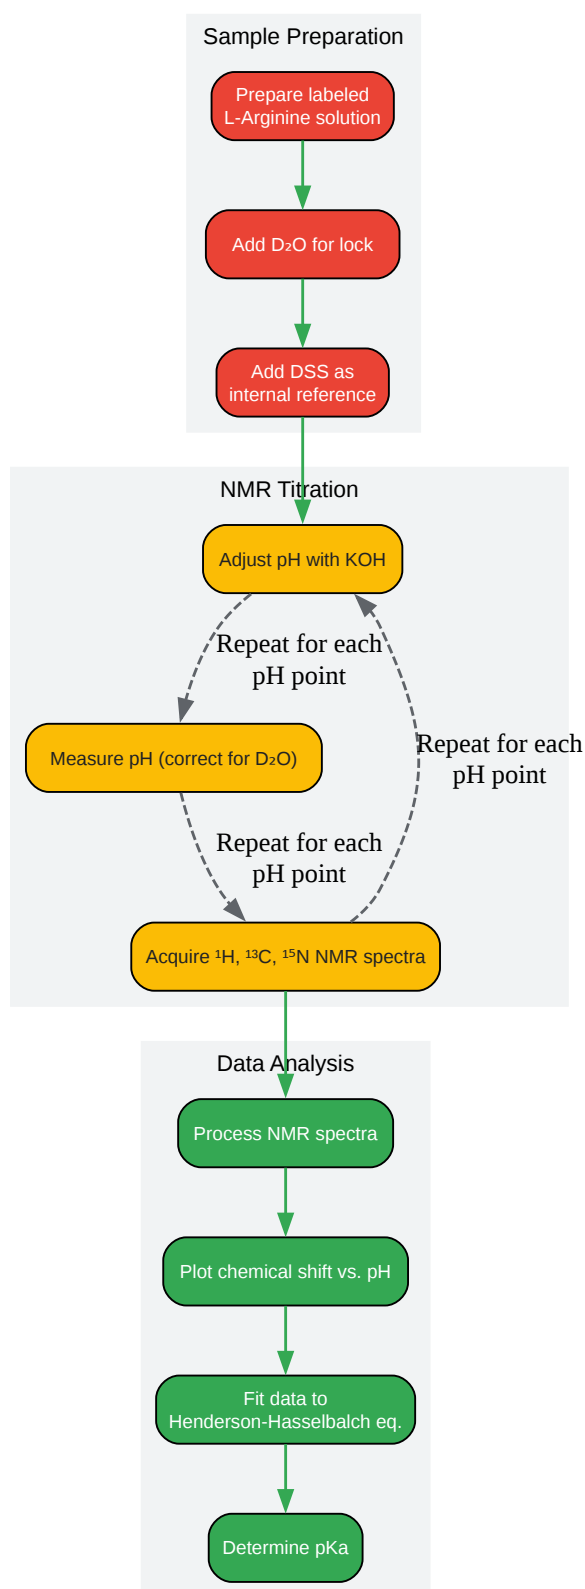 Sample Preparation
Prepare labeled
L-Arginine solution
Add D₂O for lock
Add DSS as
internal reference
NMR Titration
Adjust pH with KOH
Repeat for each
pH point
Measure pH (correct for D₂O)
Repeat for each
pH point
Repeat for each
pH point
Acquire ¹H, ¹³C, ¹⁵N NMR spectra
Data Analysis
Process NMR spectra
Plot chemical shift vs. pH
Fit data to
Henderson-Hasselbalch eq.
Determine pKa